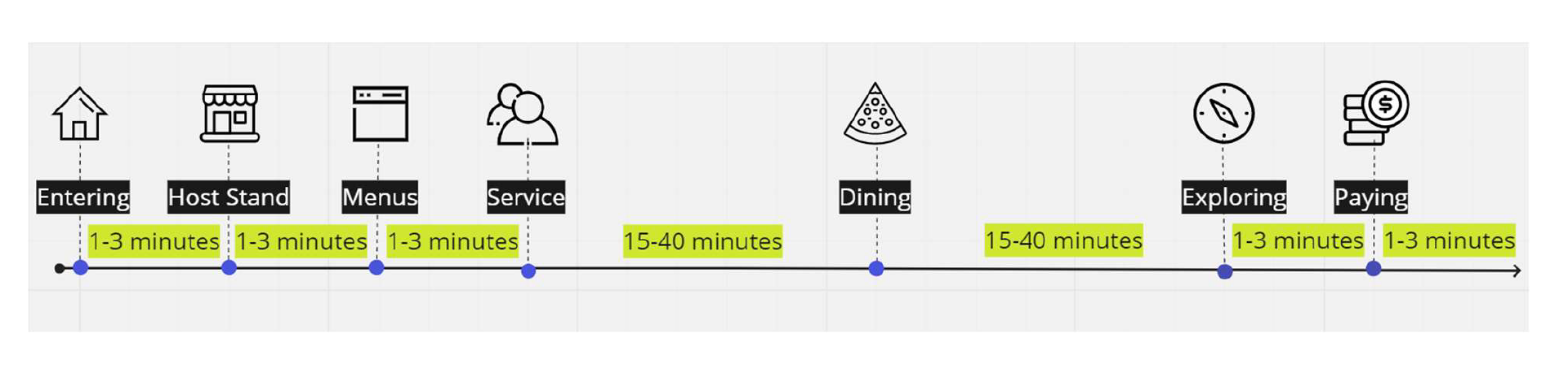 Entering
Host Stand
Menus
Service
Dining
Exploring
Paying
1-3 minutes
1-3 minutes
1-3 minutes
15-40 minutes
15-40 minutes
1-3 minutes
1-3 minutes
$